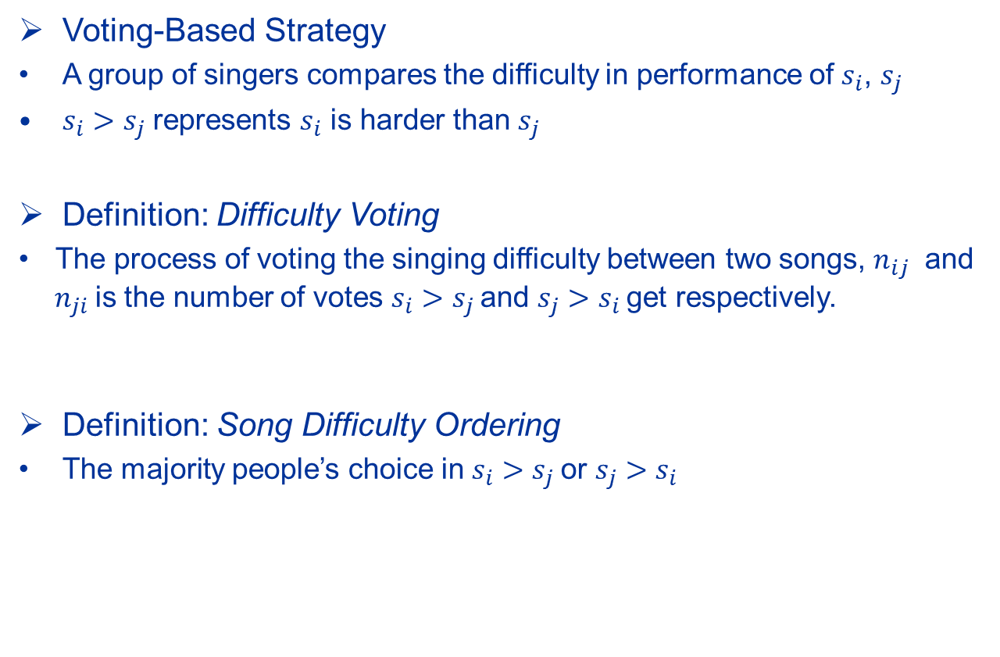 ➢ Voting-Based Strategy
• A group of singers compares the difficulty in performance of $s_i$, $s_j$
• $s_i > s_j$ represents $s_i$ is harder than $s_j$
➢ Definition: Difficulty Voting
• The process of voting the singing difficulty between two songs, $n_{ij}$ and
$n_{ji}$ is the number of votes $s_i > s_j$ and $s_j > s_i$ get respectively.
➢ Definition: Song Difficulty Ordering
• The majority people’s choice in $s_i > s_j$ or $s_j > s_i$